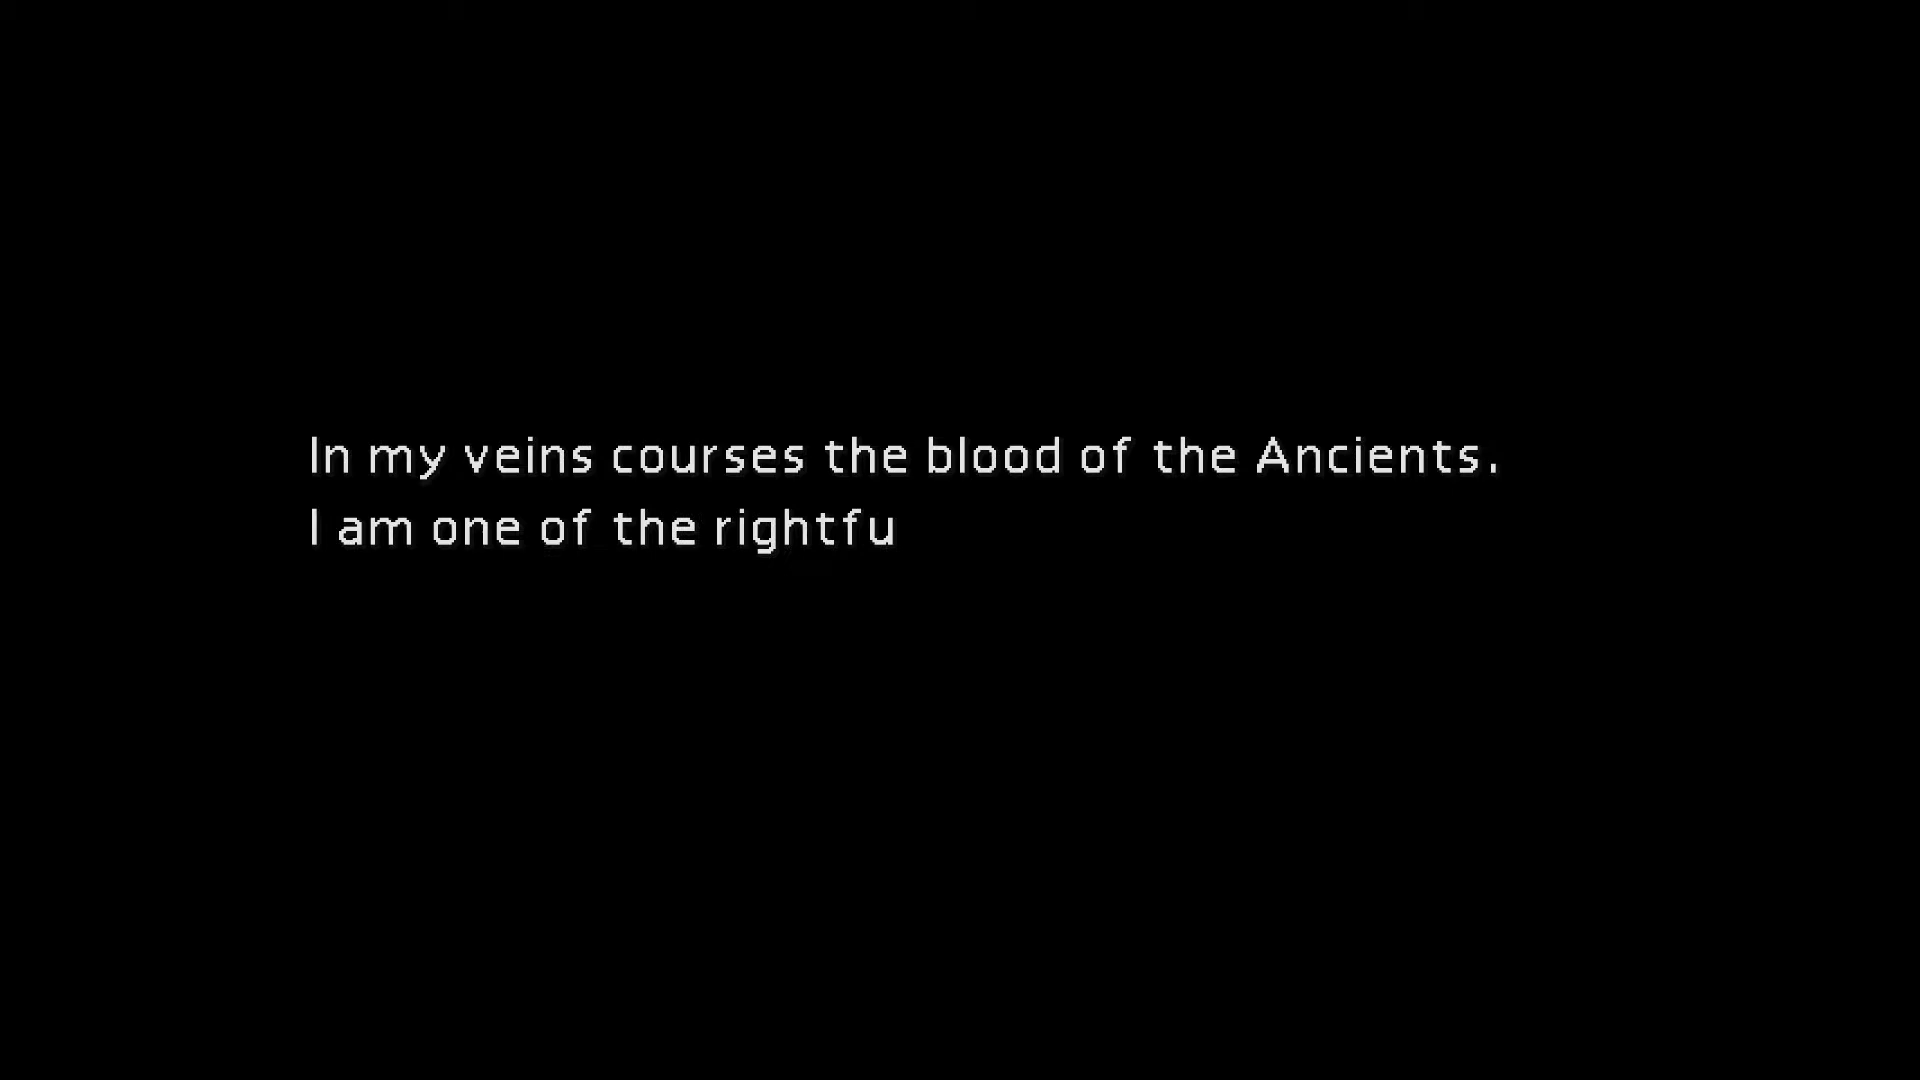 In my veins courses the blood of the Ancients.
I am one of the rightfu